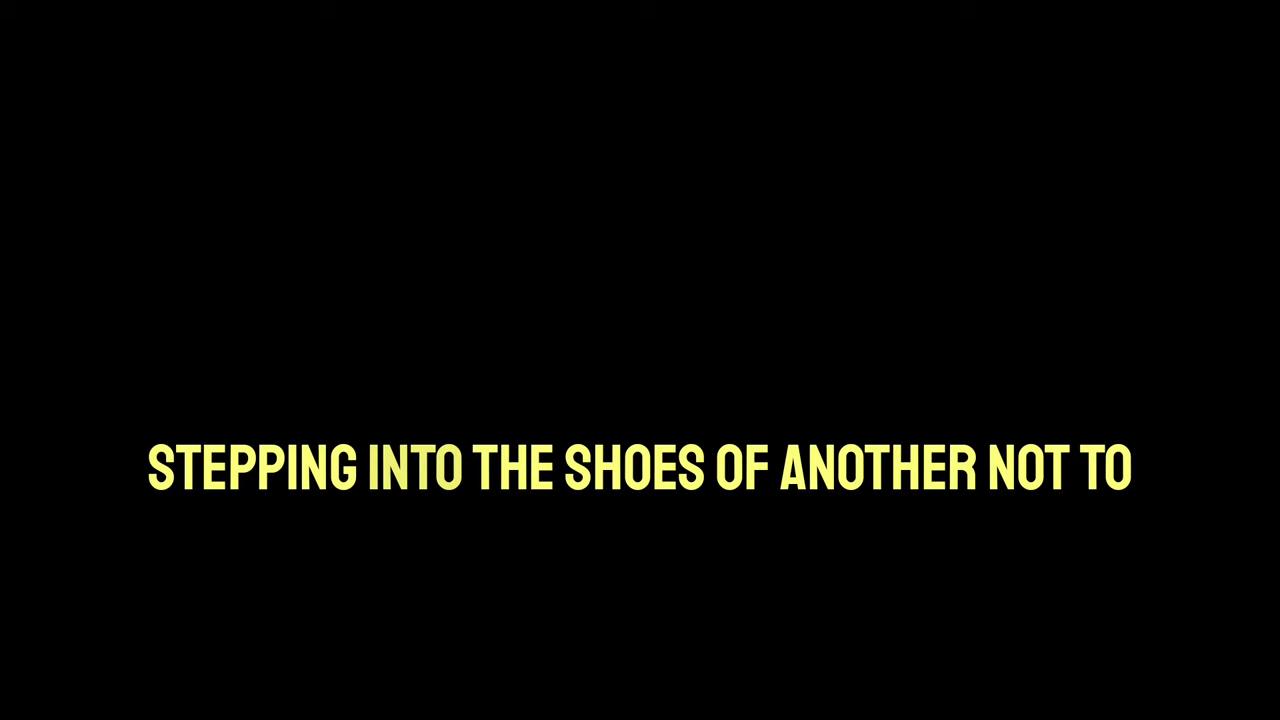 STEPPING INTO THE SHOES OF ANOTHER NOT TO